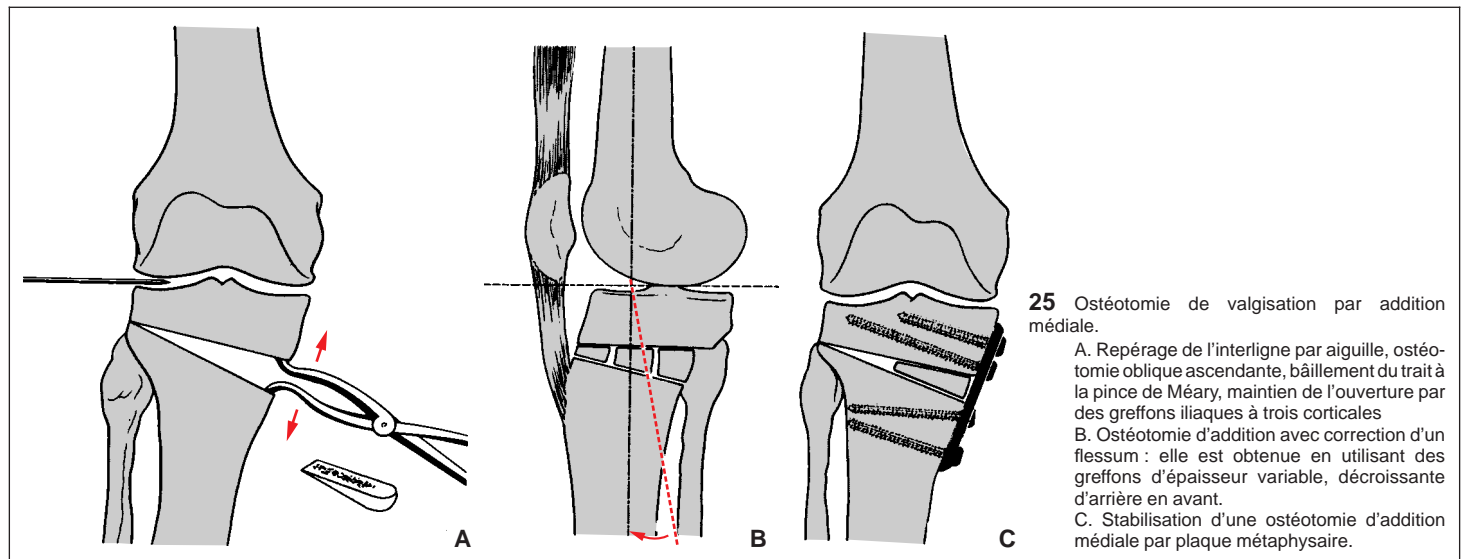 A
B
C
25 Ostéotomie de valgisation par addition
médiale.
A. Repérage de l'interligne par aiguille, ostéo-
tomie oblique ascendante, bâillement du trait à
la pince de Méary, maintien de l'ouverture par
des greffons iliaques à trois corticales
B. Ostéotomie d'addition avec correction d'un
flessum : elle est obtenue en utilisant des
greffons d'épaisseur variable, décroissante
d'arrière en avant.
C. Stabilisation d'une ostéotomie d'addition
médiale par plaque métaphysaire.